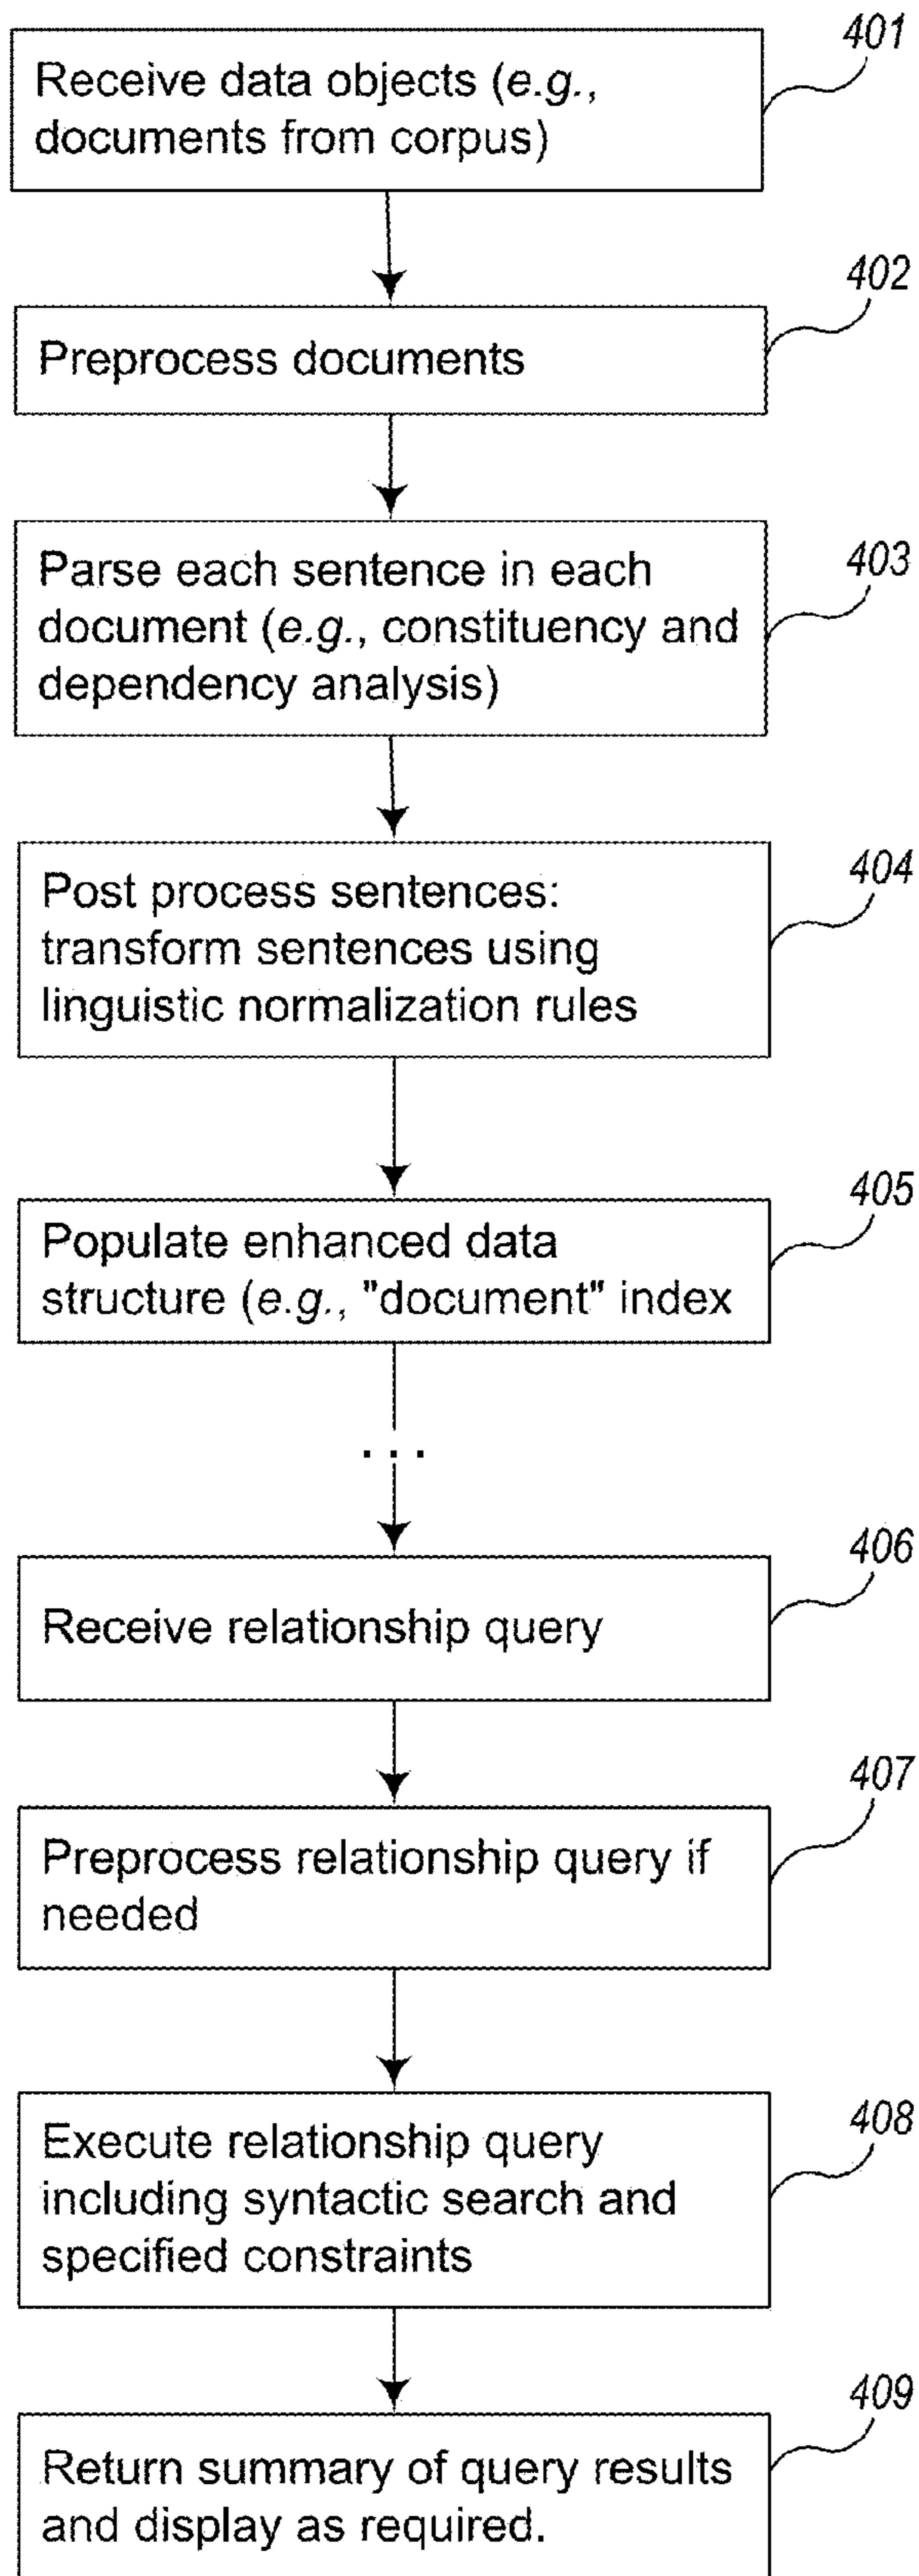 401
Receive data objects (e.g.,
documents from corpus)
402
Preprocess documents
403
Parse each sentence in each
document (e.g., constituency and
dependency analysis)
404
Post process sentences:
transform sentences using
linguistic normalization rules
405
Populate enhanced data
structure (e.g., "document" index
...
406
Receive relationship query
407
Preprocess relationship query if
needed
408
Execute relationship query
including syntactic search and
specified constraints
409
Return summary of query results
and display as required.